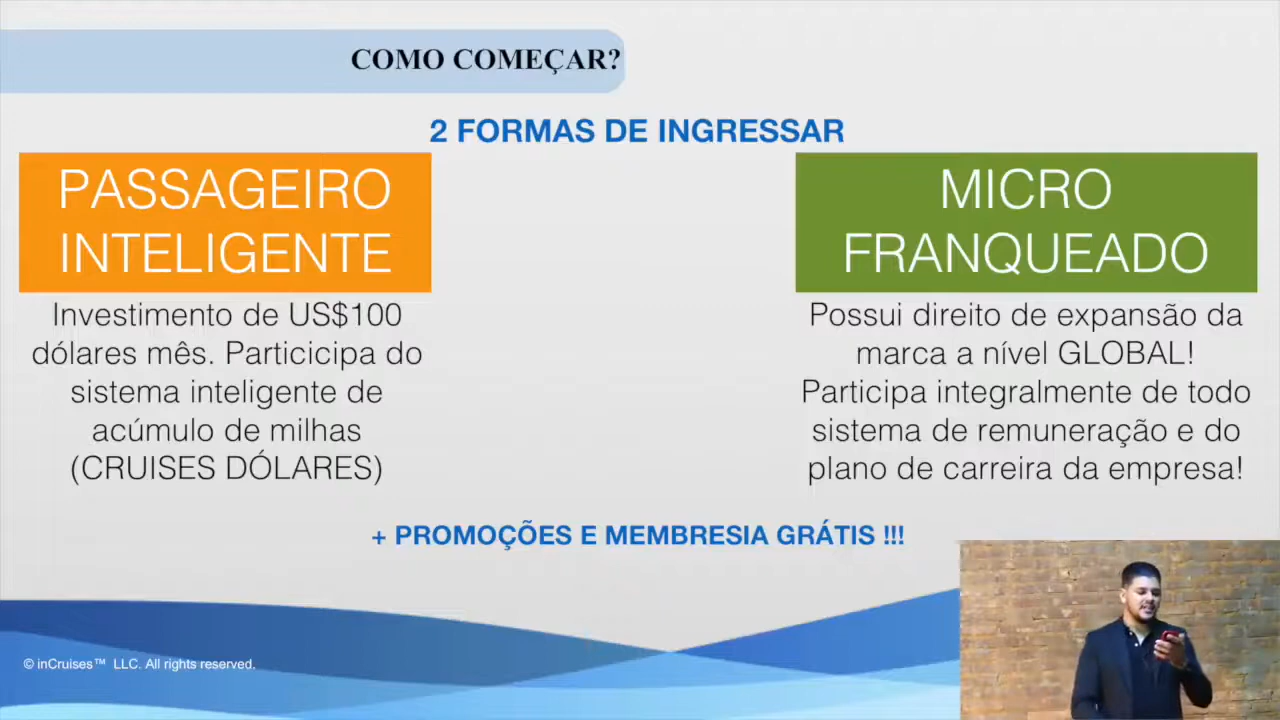 COMO COMEÇAR?
2 FORMAS DE INGRESSAR
PASSAGEIRO
INTELIGENTE
Investimento de US$100
dólares mês. Particicipa do
sistema inteligente de
acúmulo de milhas
(CRUISES DÓLARES)
MICRO
FRANQUEADO
Possui direito de expansão da
marca a nível GLOBAL!
Participa integralmente de todo
sistema de remuneração e do
plano de carreira da empresa!
+ PROMOÇÕES E MEMBRESIA GRÁTIS !!!
© inCruises™ LLC. All rights reserved.